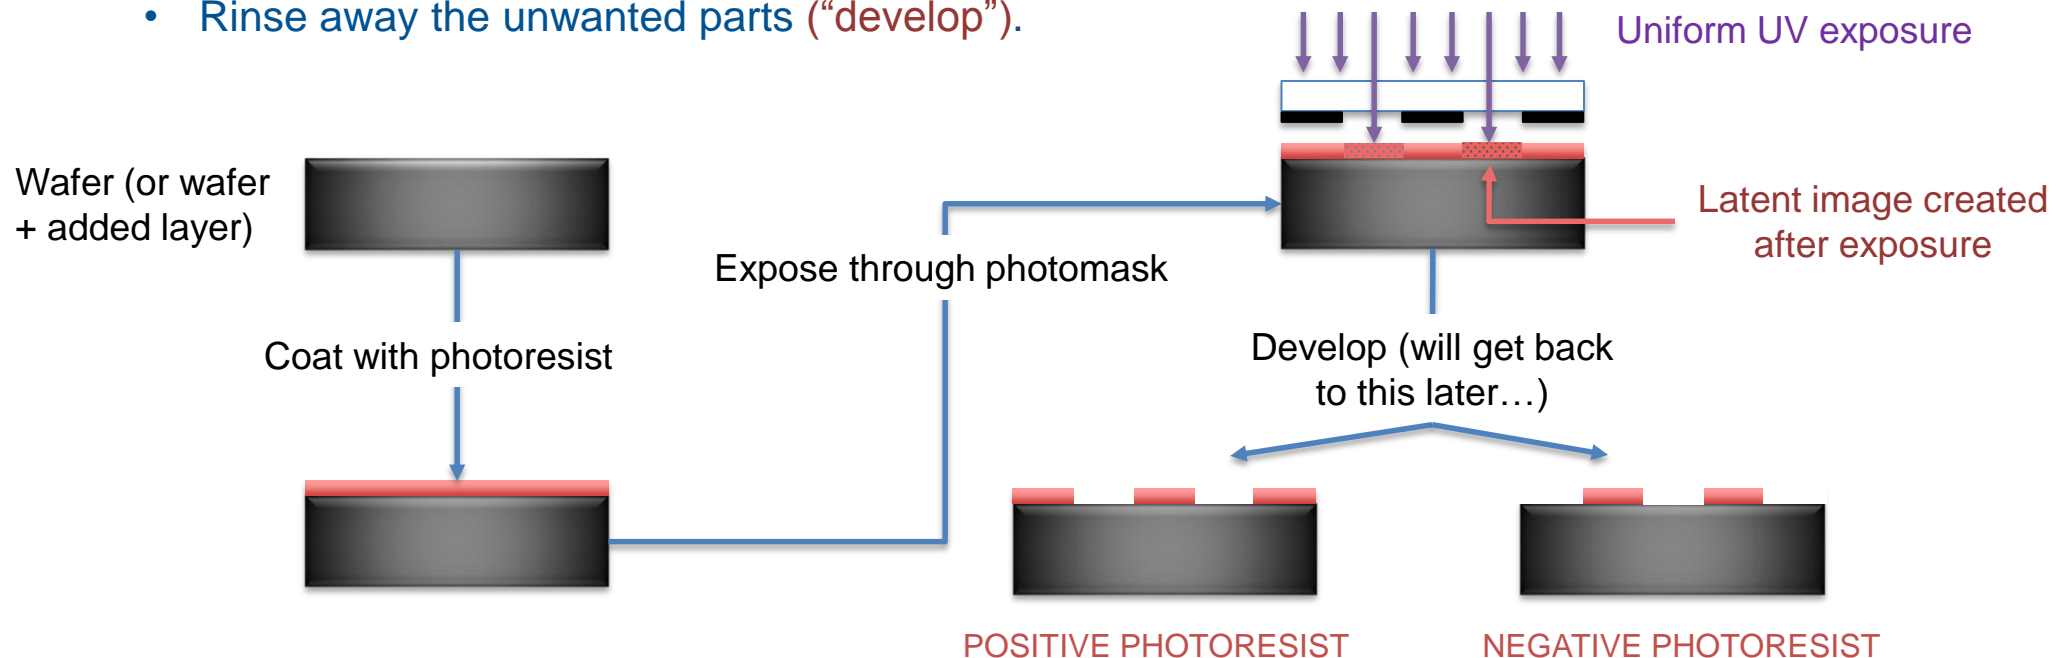 • Rinse away the unwanted parts (“develop”).
Uniform UV exposure
Wafer (or wafer
+ added layer)
Coat with photoresist
Expose through photomask
Latent image created
after exposure
Develop (will get back
to this later…)
POSITIVE PHOTORESIST
NEGATIVE PHOTORESIST